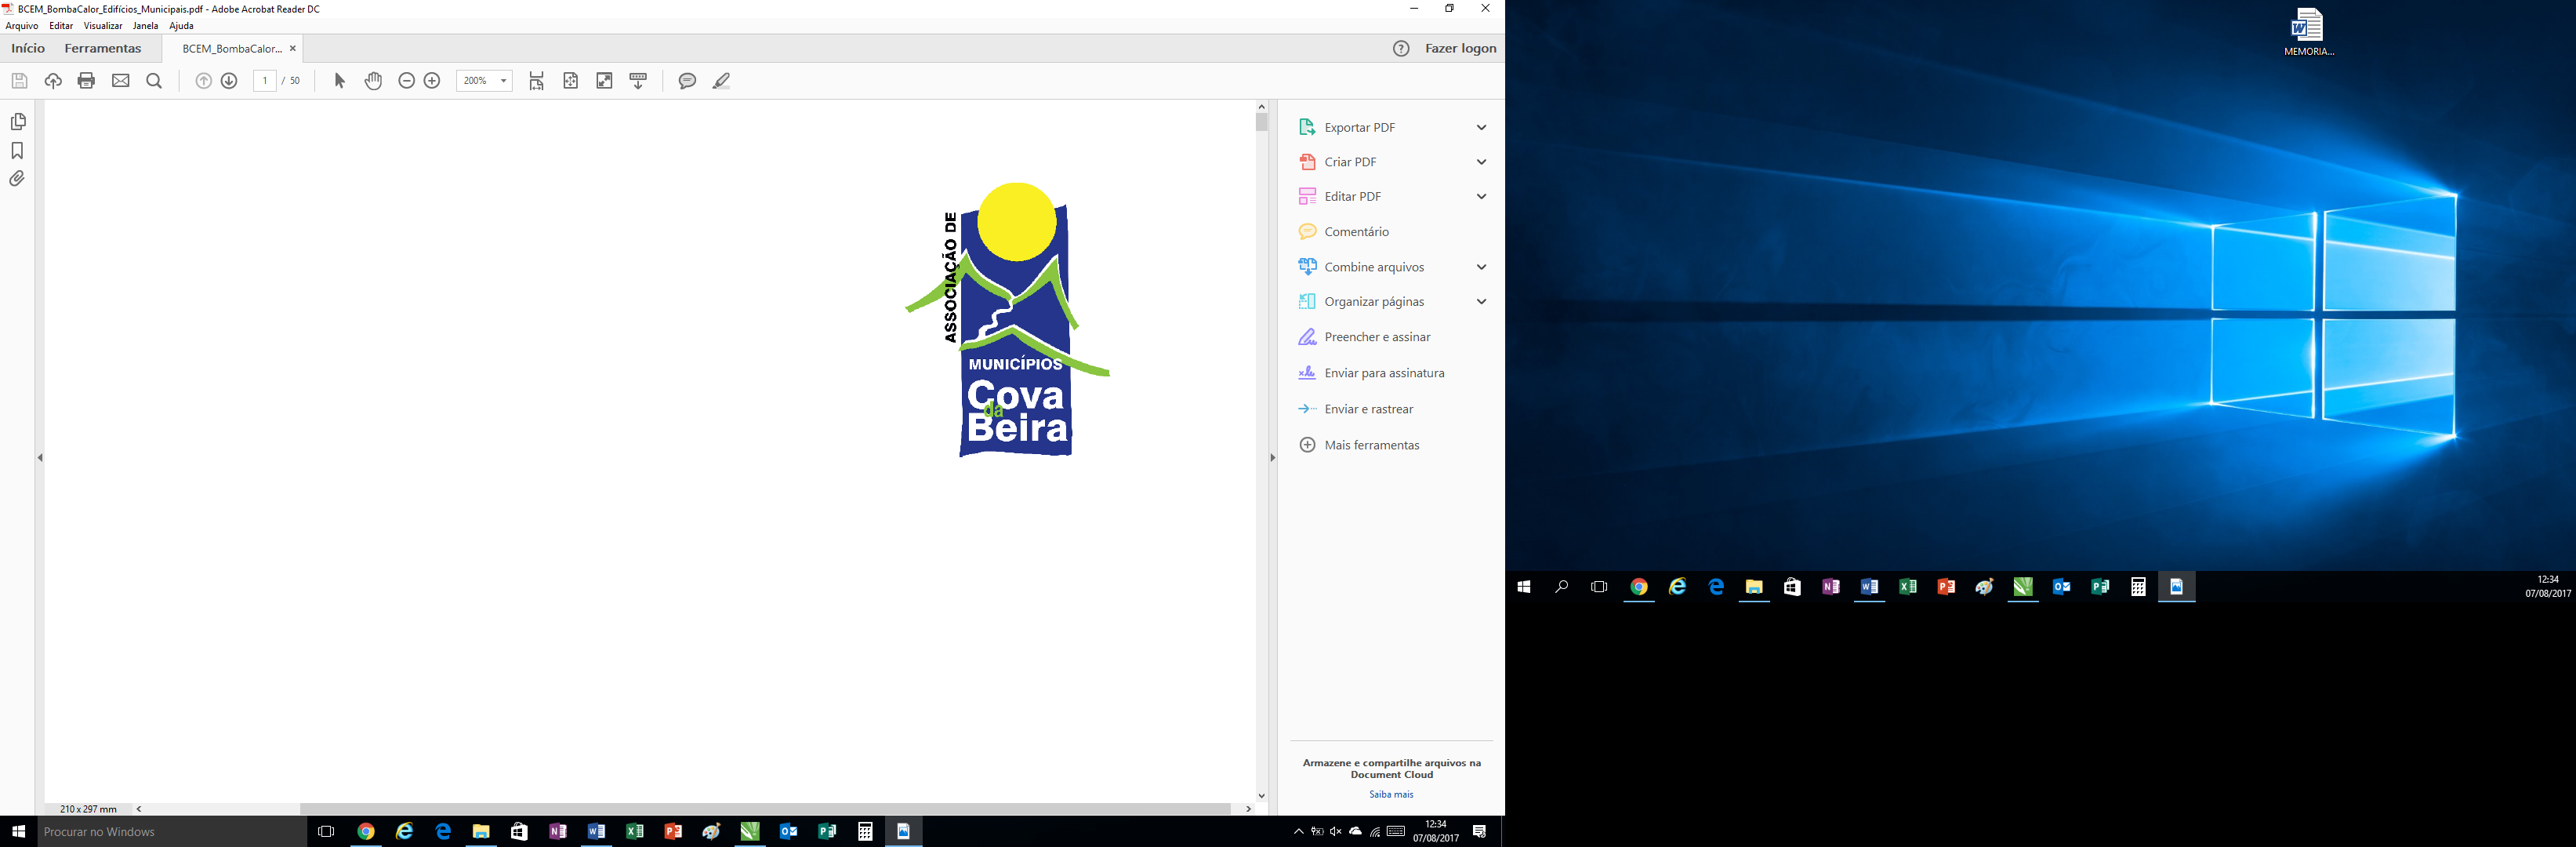 BCEM_BombaCalor_Edifícios_Municipais.pdf - Adobe Acrobat Reader DC
Arquivo Editar Visualizar Janela Ajuda
Início Ferramentas BCEM_BombaCalor... × Fazer logon
1 / 50 200%
ASSOCIAÇÃO DE
MUNICÍPIOS
Cova
da
Beira
Exportar PDF
Criar PDF
Editar PDF
Comentário
Combine arquivos
Organizar páginas
Preencher e assinar
Enviar para assinatura
Enviar e rastrear
Mais ferramentas
Armazene e compartilhe arquivos na
Document Cloud
Saiba mais
210 x 297 mm
Procurar no Windows
12:34
07/08/2017
MEMORIA...
12:34
07/08/2017